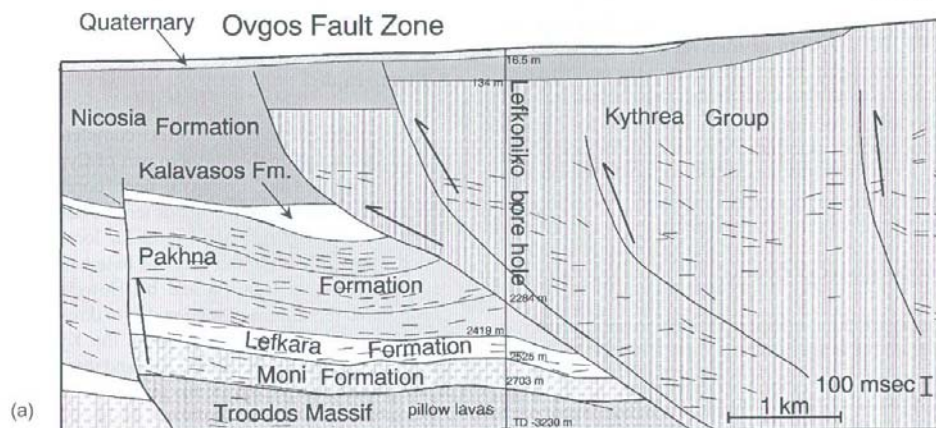 Quaternary
Ovgos Fault Zone
16.5 m
134 m
Nicosia Formation
Lefkoniko bore hole
Kythrea Group
Kalavasos Fm.
Pakhna
Formation
2284 m
2419 m
Lefkara Formation
2525 m
Moni Formation
2703 m
100 msec
1 km
(a)
Troodos Massif pillow lavas
TD -3230 m